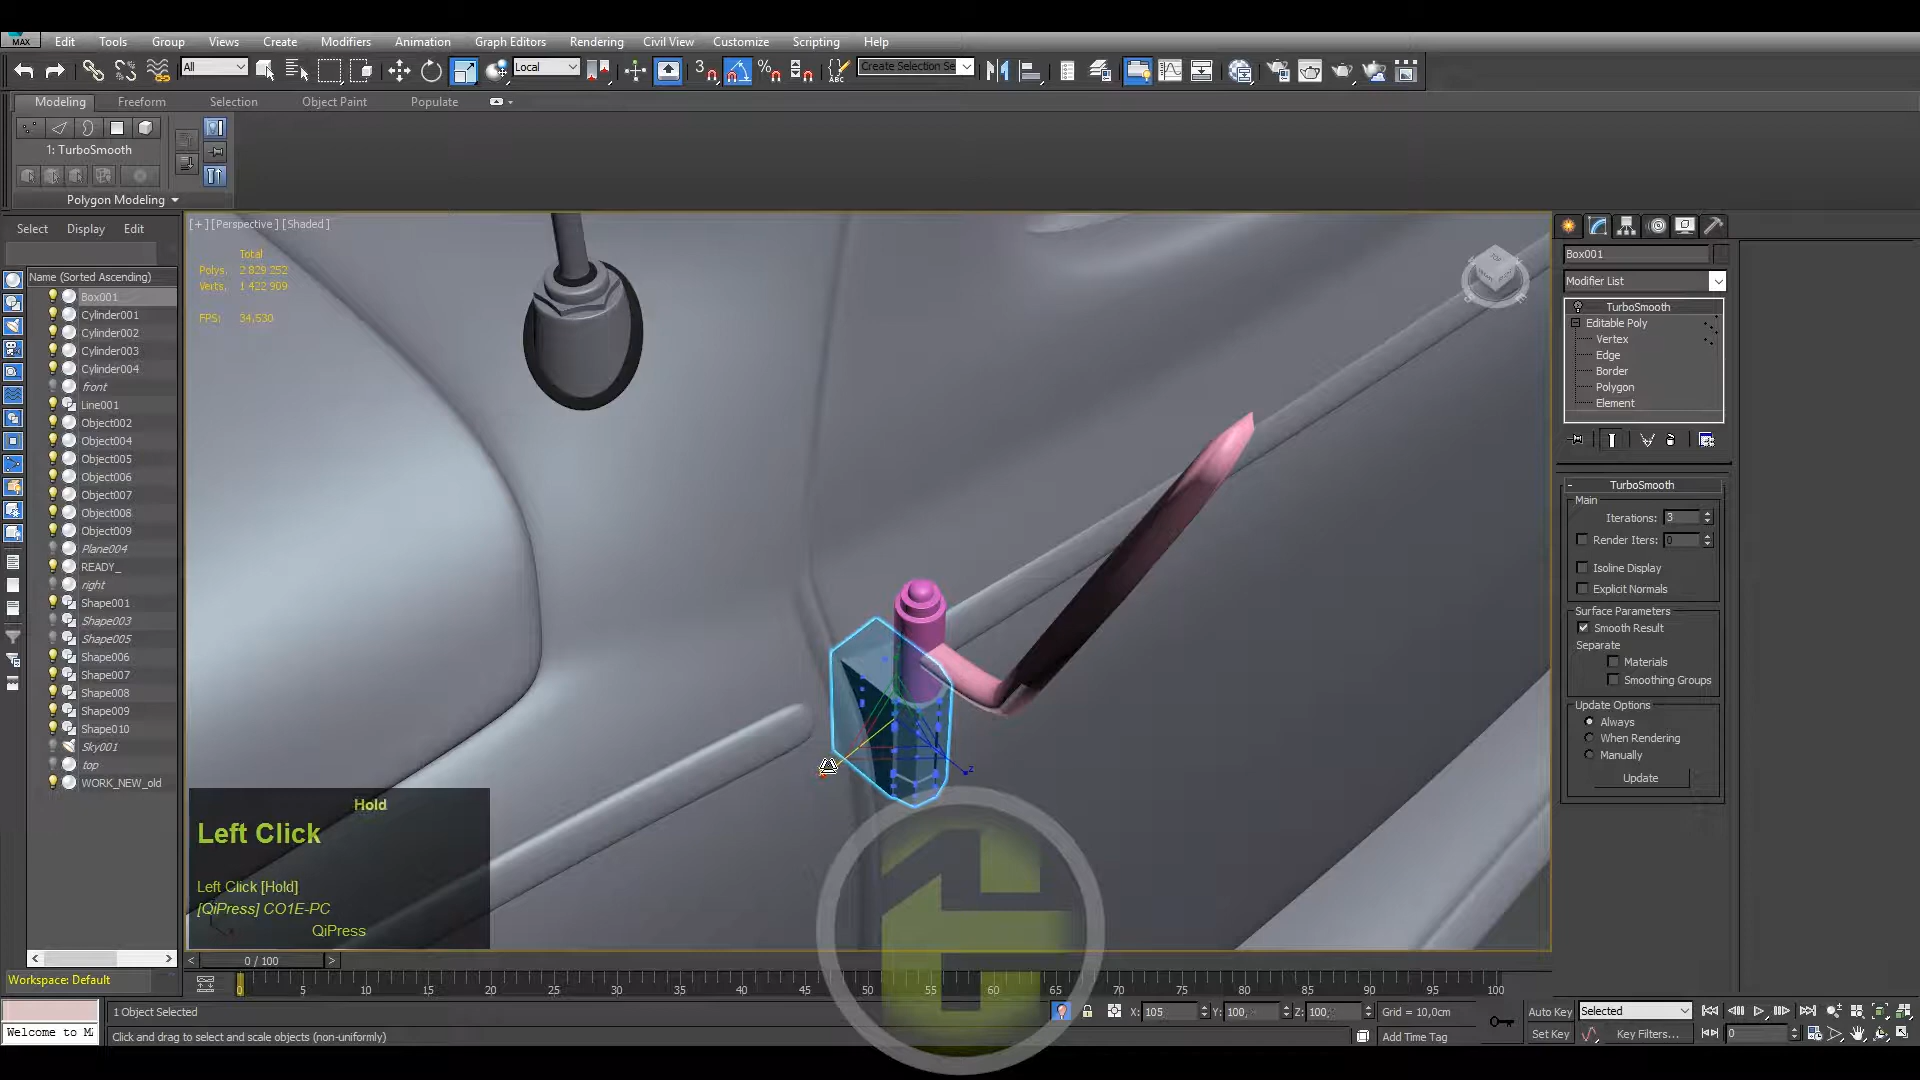 MAX
Edit Tools Group Views Create Modifiers Animation Graph Editors Rendering Civil View Customize Scripting Help
All Local 3 Create Selection Se
Modeling Freeform Selection Object Paint Populate
1: TurboSmooth
Polygon Modeling
Select Display Edit
Name (Sorted Ascending)
Box001
Cylinder001
Cylinder002
Cylinder003
Cylinder004
front
Line001
Object002
Object004
Object005
Object006
Object007
Object008
Object009
Plane004
READY_
right
Shape001
Shape003
Shape005
Shape006
Shape007
Shape008
Shape009
Shape010
Sky001
top
WORK_NEW_old
Workspace: Default
[+][Perspective][Shaded]
Total
Polys. 2 829 252
Verts. 1 422 909
FPS: 34,530
z
Hold
Left Click
Left Click [Hold]
[QiPress] CO1E-PC
QiPress
Box001
Modifier List
TurboSmooth
Editable Poly
Vertex
Edge
Border
Polygon
Element
- TurboSmooth
Main
Iterations: 3
Render Iters: 0
Isoline Display
Explicit Normals
Surface Parameters
Smooth Result
Separate
Materials
Smoothing Groups
Update Options
Always
When Rendering
Manually
Update
< 0 / 100 >
0 5 10 15 20 25 30 35 40 45 50 55 60 65 70 75 80 85 90 95 100
1 Object Selected
X: 105 Y: 100, Z: 100, Grid = 10,0cm
Auto Key Selected
Welcome to M
Click and drag to select and scale objects (non-uniformly)
Add Time Tag
Set Key Key Filters... 0